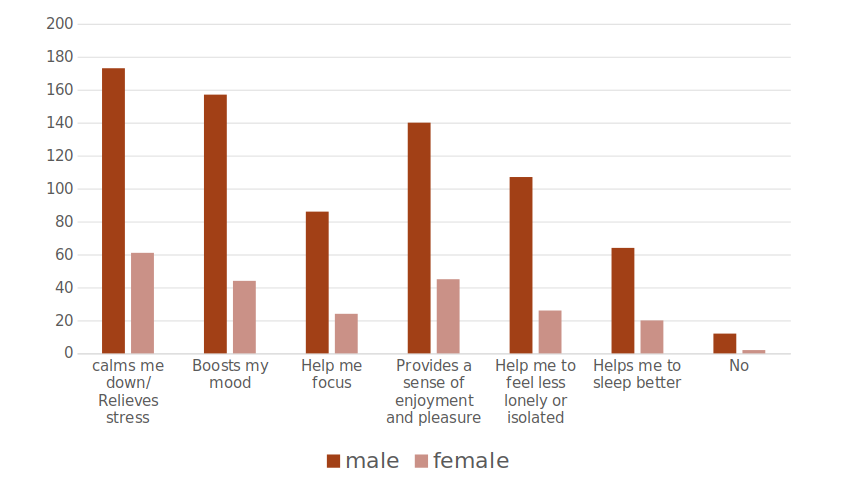 200
180
160
140
120
100
80
60
40
20
0
calms me
down/
Relieves
stress
Boosts my
mood
Help me
focus
Provides a
sense of
enjoyment
and pleasure
Help me to
feel less
lonely or
isolated
Helps me to
sleep better
No
male female